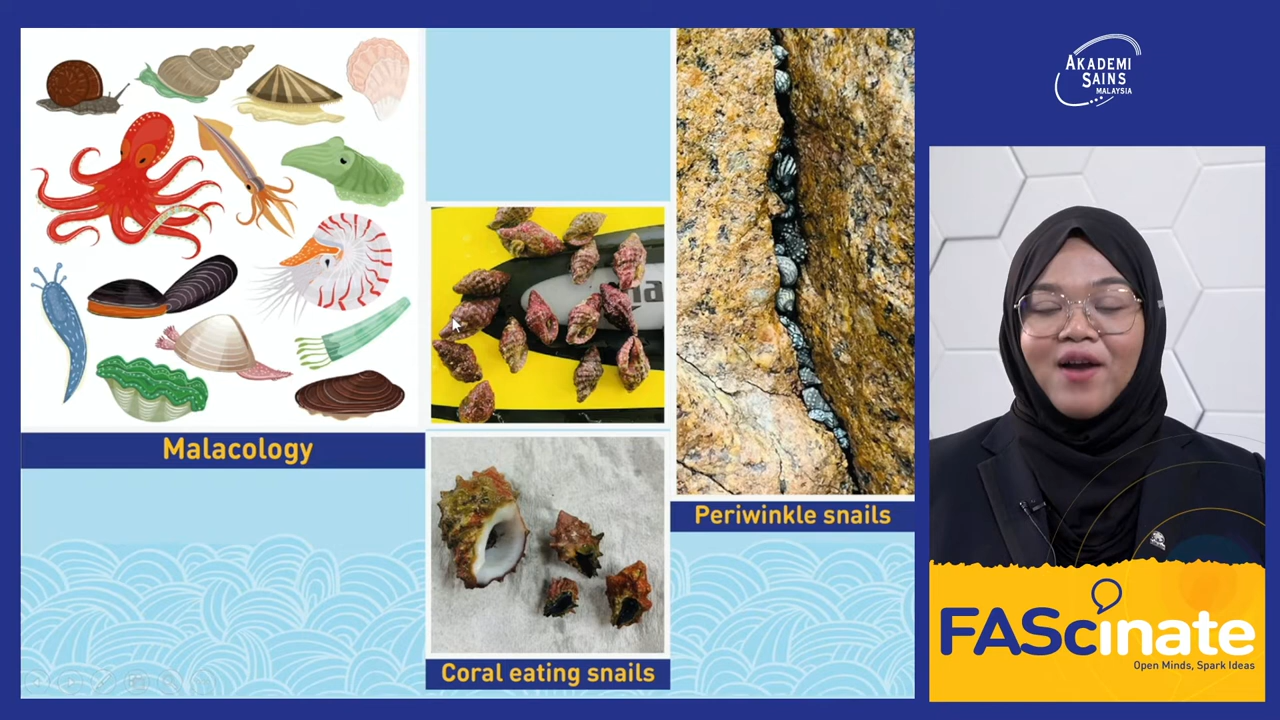 Malacology
Coral eating snails
Periwinkle snails
AKADEMI
SAINS
MALAYSIA
FAScinate
Open Minds, Spark Ideas